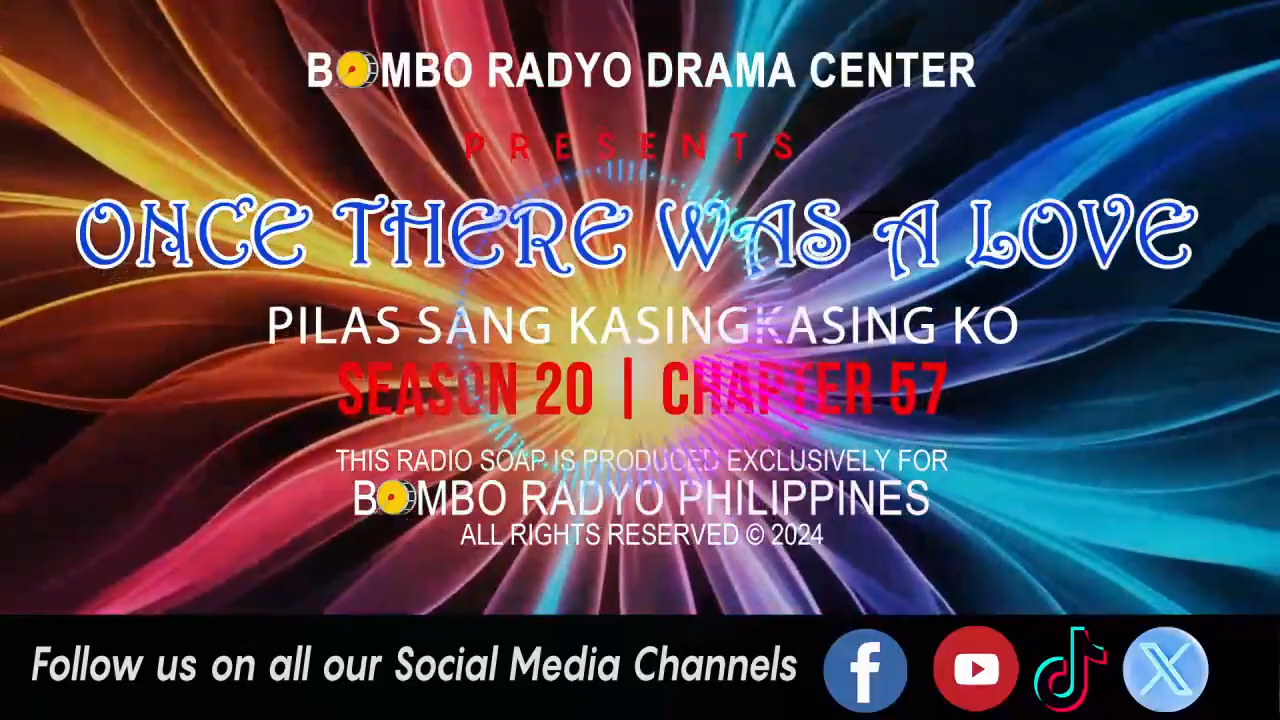 BOMBO RADYO DRAMA CENTER
PRESENTS
ONCE THERE WAS A LOVE
PILAS SANG KASINGKASING KO
SEASON 20 | CHAPTER 57
THIS RADIO SOAP IS PRODUCED EXCLUSIVELY FOR
BOMBO RADYO PHILIPPINES
ALL RIGHTS RESERVED © 2024
Follow us on all our Social Media Channels